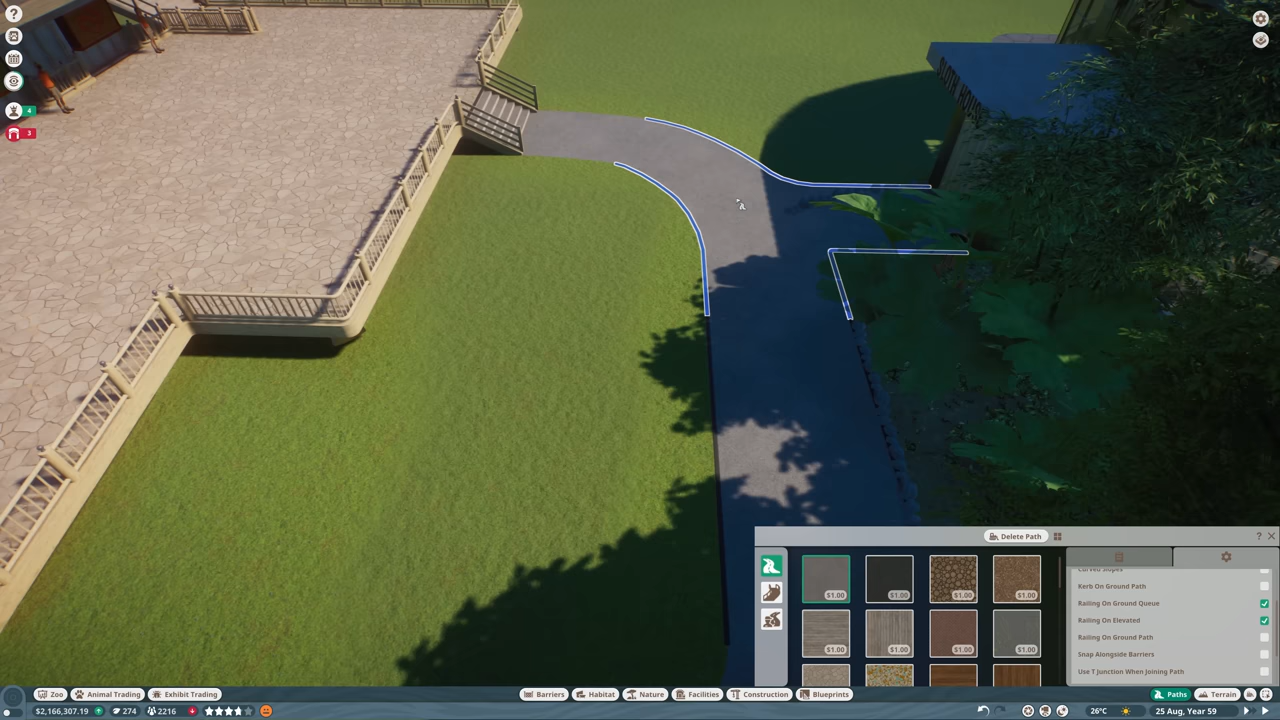 ?
4
3
Delete Path
?
$1.00 $1.00 $1.00 $1.00
$1.00 $1.00 $1.00 $1.00
Kerb On Ground Path
Railing On Ground Queue
Railing On Elevated
Railing On Ground Path
Snap Alongside Barriers
Use T Junction When Joining Path
Zoo Animal Trading Exhibit Trading Barriers Habitat Nature Facilities Construction Blueprints Paths Terrain
$2,166,307.19 274 2216 26°C 25 Aug, Year 59